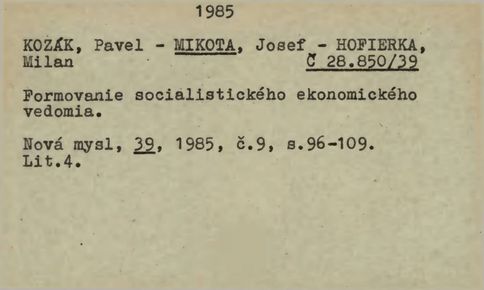 1985
KOZÁK, Pavel - MIKOTA, Josef - HOFIERKA,
Milan Č 28.850/39
Formovanie socialistického ekonomického
vedomia.
Nová mysl, 39, 1985, č.9, s.96-109.
Lit.4.